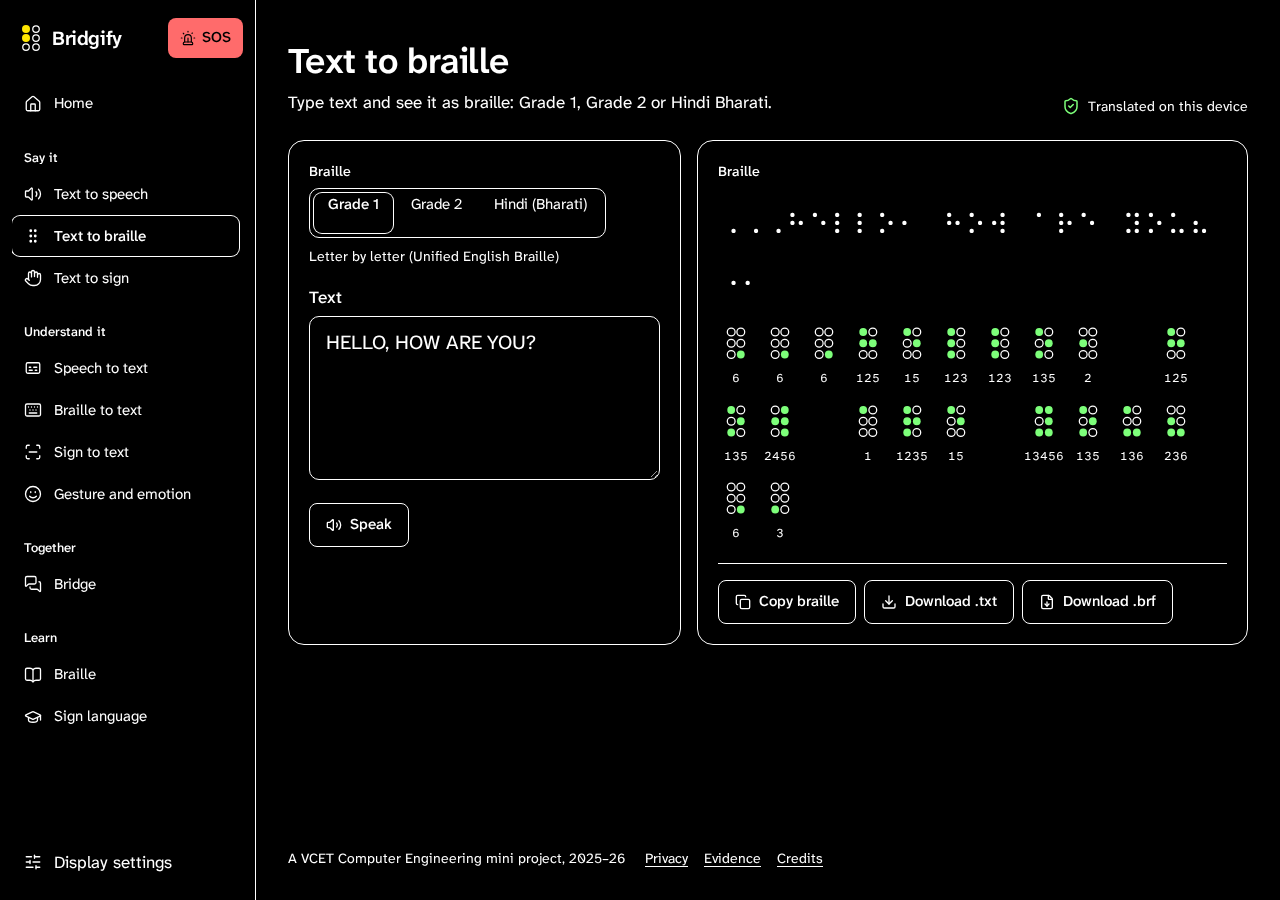 Bridgify
SOS
Home
Say it
Text to speech
Text to braille
Text to sign
Understand it
Speech to text
Braille to text
Sign to text
Gesture and emotion
Together
Bridge
Learn
Braille
Sign language
Display settings
Text to braille
Type text and see it as braille: Grade 1, Grade 2 or Hindi Bharati.
Translated on this device
Braille
Grade 1 Grade 2 Hindi (Bharati)
Letter by letter (Unified English Braille)
Text
HELLO, HOW ARE YOU?
Speak
Braille
⠠⠠⠠⠓⠑⠇⠇⠕⠂ ⠓⠕⠺ ⠁⠗⠑ ⠽⠕⠥⠦
⠠⠄
6 6 6 125 15 123 123 135 2 125
135 2456 1 1235 15 13456 135 136 236
6 3
Copy braille Download .txt Download .brf
A VCET Computer Engineering mini project, 2025–26 Privacy Evidence Credits